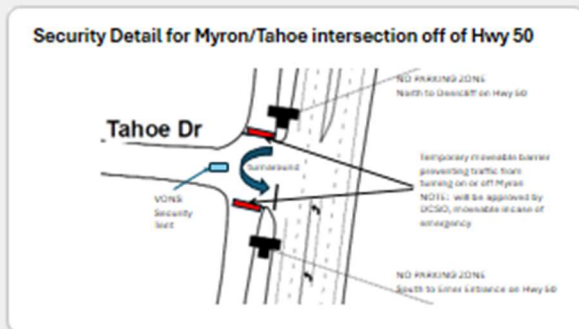 Security Detail for Myron/Tahoe intersection off of Hwy 50
NO PARKING ZONE
North to Deercliff on Hwy 50
Tahoe Dr
Turnaround
Temporary moveable barrier
preventing traffic from
turning on or off Myron
NOTE: will be approved by
DCSO, moveable in case of
emergency
VONS
Security
tent
NO PARKING ZONE
South to Entrance on Hwy 50